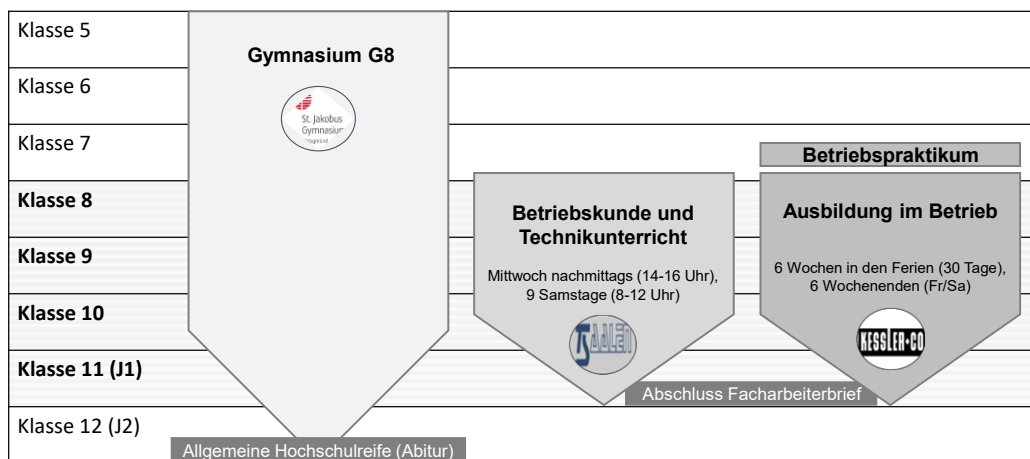 Klasse 5
Gymnasium G8
Klasse 6
St. Jakobus
Gymnasium
Klasse 7
Betriebspraktikum
Klasse 8
Betriebskunde und
Technikunterricht
Ausbildung im Betrieb
Klasse 9
Mittwoch nachmittags (14-16 Uhr),
9 Samstage (8-12 Uhr)
6 Wochen in den Ferien (30 Tage),
6 Wochenenden (Fr/Sa)
Klasse 10
TS AALEN
KESSLER+CO
Klasse 11 (J1)
Abschluss Facharbeiterbrief
Klasse 12 (J2)
Allgemeine Hochschulreife (Abitur)